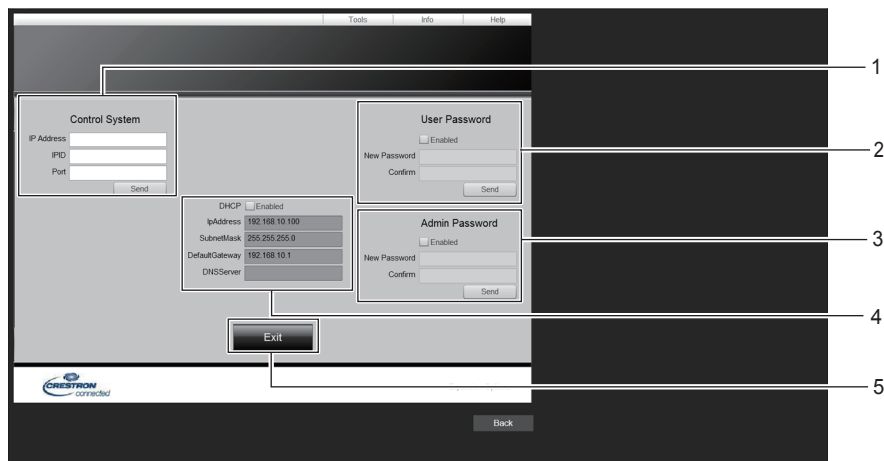 Tools Info Help
1
Control System
IP Address
IPID
Port
Send
User Password
Enabled
New Password
Confirm
Send
2
DHCP Enabled
IpAddress 192.168.10.100
SubnetMask 255.255.255.0
DefaultGateway 192.168.10.1
DNSServer
Admin Password
Enabled
New Password
Confirm
Send
3
4
Exit
5
CRESTRON
connected
Back